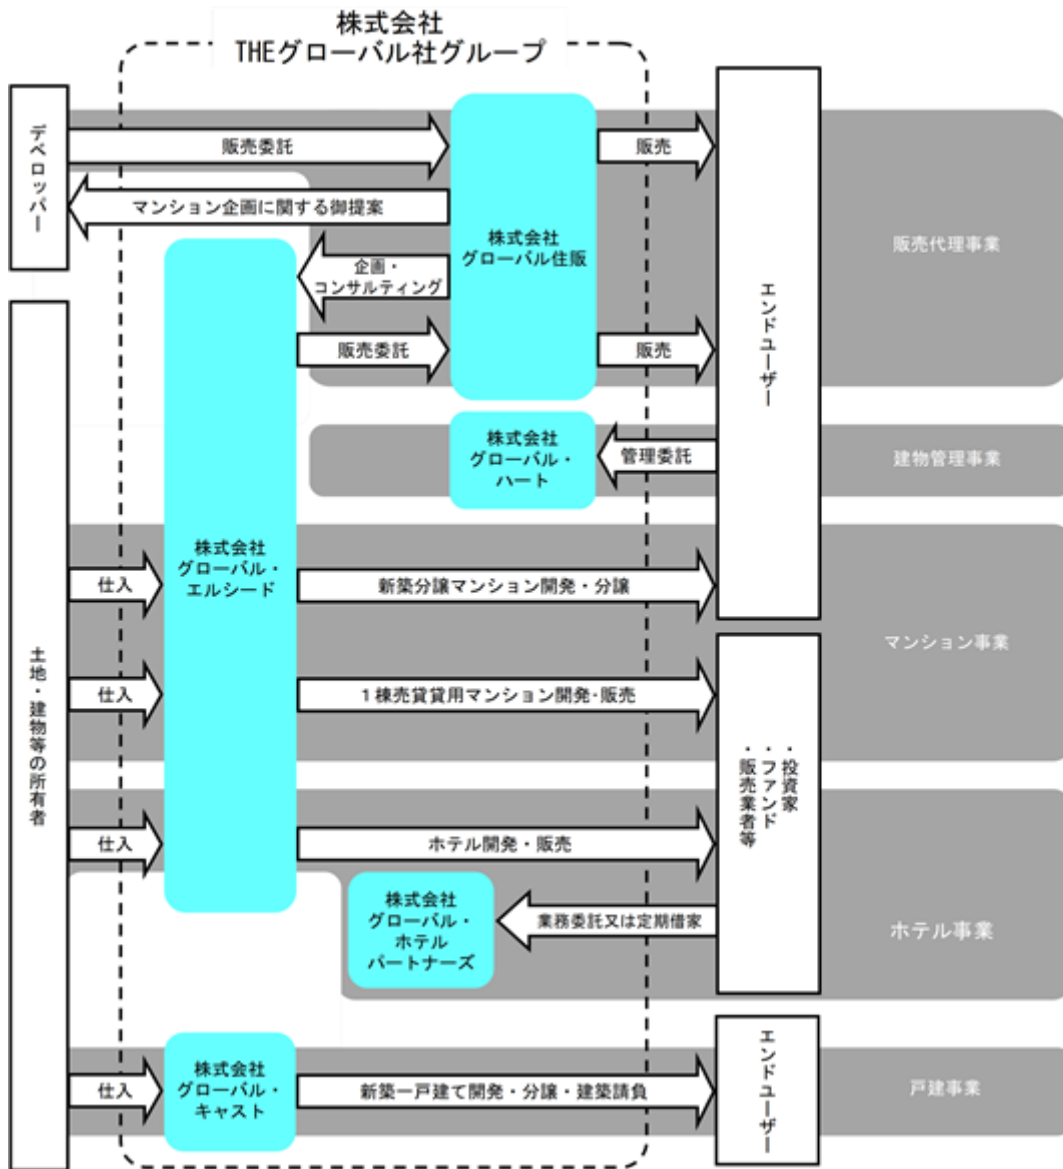 株式会社
THEグローバル社グループ
デベロッパー
販売委託
販売
マンション企画に関する御提案
株式会社
グローバル住販
販売代理事業
企画・
コンサルティング
エンドユーザー
販売委託
販売
株式会社
グローバル・
ハート
管理委託
建物管理事業
株式会社
グローバル・
エルシード
仕入
新築分譲マンション開発・分譲
マンション事業
土地・建物等の所有者
仕入
1棟売賃貸用マンション開発・販売
・投資家
・ファンド
・販売業者等
仕入
ホテル開発・販売
株式会社
グローバル・
ホテル
パートナーズ
業務委託又は定期借家
ホテル事業
株式会社
グローバル・
キャスト
仕入
新築一戸建て開発・分譲・建築請負
エンドユーザー
戸建事業